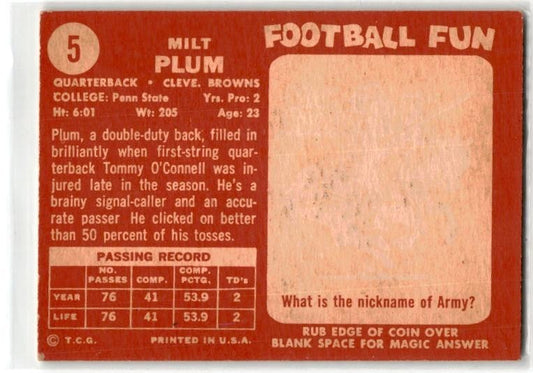 5
MILT
PLUM
QUARTERBACK • CLEVE. BROWNS
COLLEGE: Penn State Yrs. Pro: 2
Ht: 6:01 Wt: 205 Age: 23
Plum, a double-duty back, filled in
brilliantly when first-string quar-
terback Tommy O'Connell was in-
jured late in the season. He's a
brainy signal-caller and an accu-
rate passer He clicked on better
than 50 percent of his tosses.
PASSING RECORD
NO. PASSES COMP. COMP. PCTG. TD's
YEAR 76 41 53.9 2
LIFE 76 41 53.9 2
© T.C.G. PRINTED IN U.S.A.
FOOTBALL FUN
What is the nickname of Army?
RUB EDGE OF COIN OVER
BLANK SPACE FOR MAGIC ANSWER